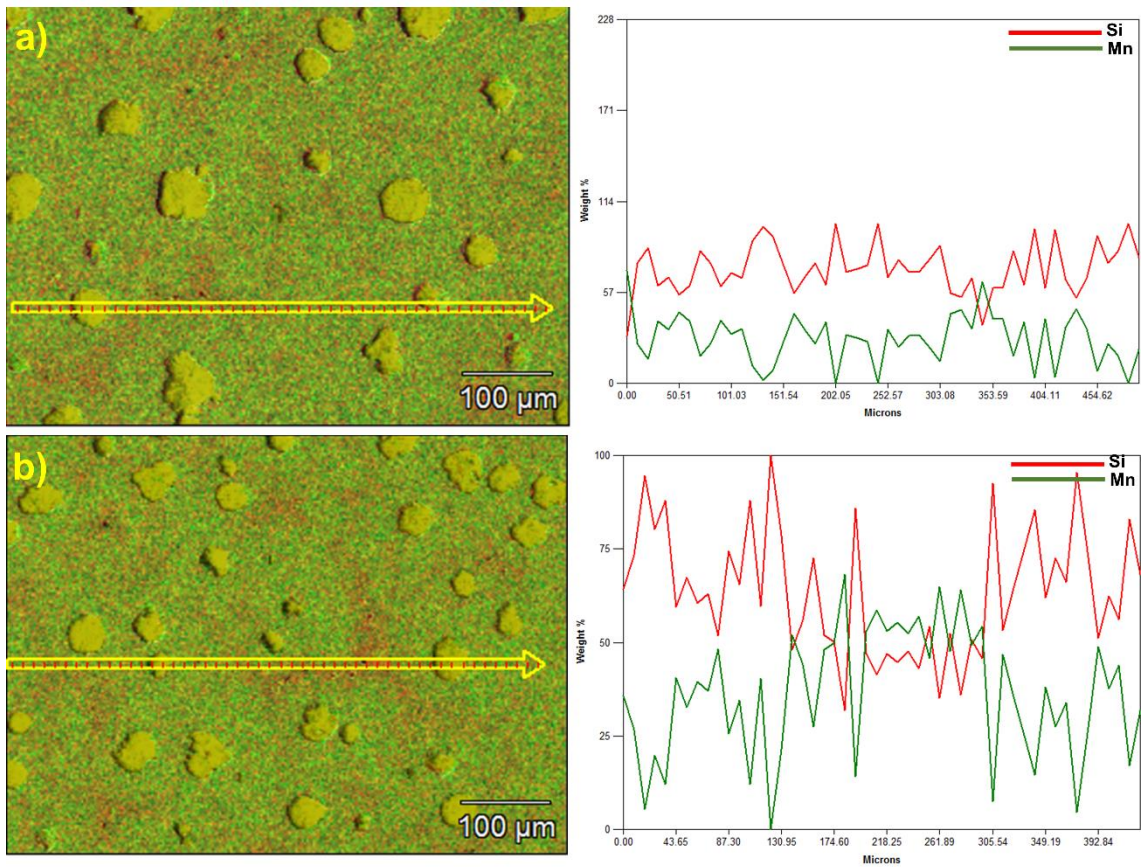 a)
100 µm
228
171
114
57
0
Weight %
0.00 50.51 101.03 151.54 202.05 252.57 303.08 353.59 404.11 454.62
Microns
Si
Mn
b)
100 µm
100
75
50
25
0
Weight %
0.00 43.65 87.30 130.95 174.60 218.25 261.89 305.54 349.19 392.84
Microns
Si
Mn